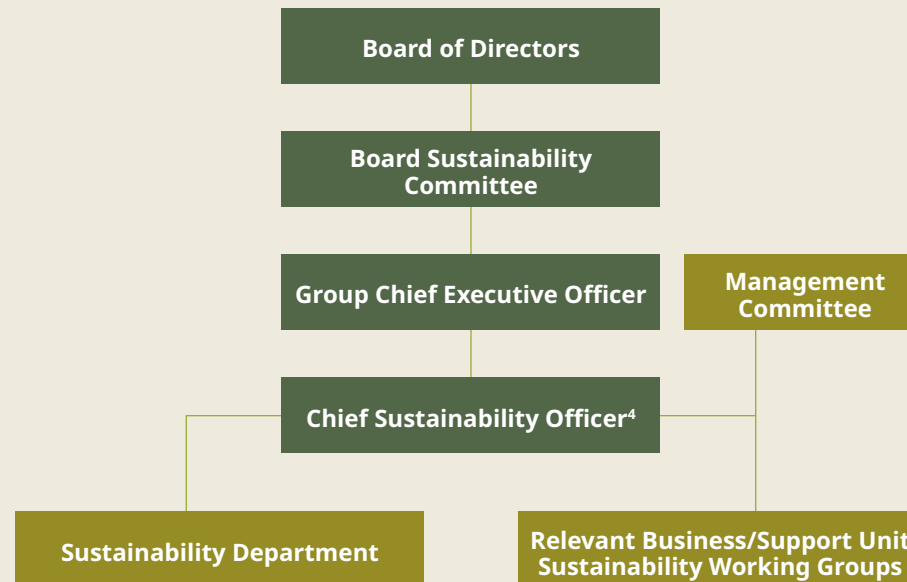 Board of Directors
Board Sustainability
Committee
Group Chief Executive Officer
Management
Committee
Chief Sustainability Officer⁴
Sustainability Department
Relevant Business/Support Unit
Sustainability Working Groups